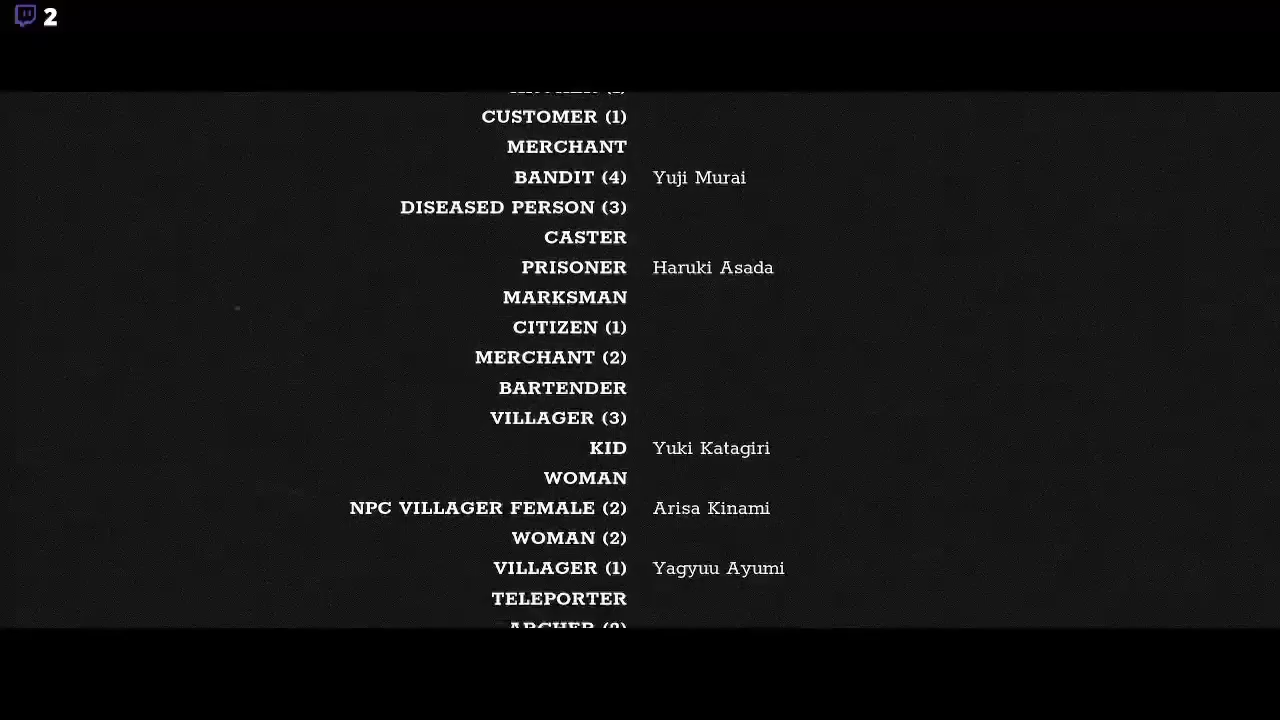 2
CUSTOMER (1)
MERCHANT
BANDIT (4) Yuji Murai
DISEASED PERSON (3)
CASTER
PRISONER Haruki Asada
MARKSMAN
CITIZEN (1)
MERCHANT (2)
BARTENDER
VILLAGER (3)
KID Yuki Katagiri
WOMAN
NPC VILLAGER FEMALE (2) Arisa Kinami
WOMAN (2)
VILLAGER (1) Yagyuu Ayumi
TELEPORTER